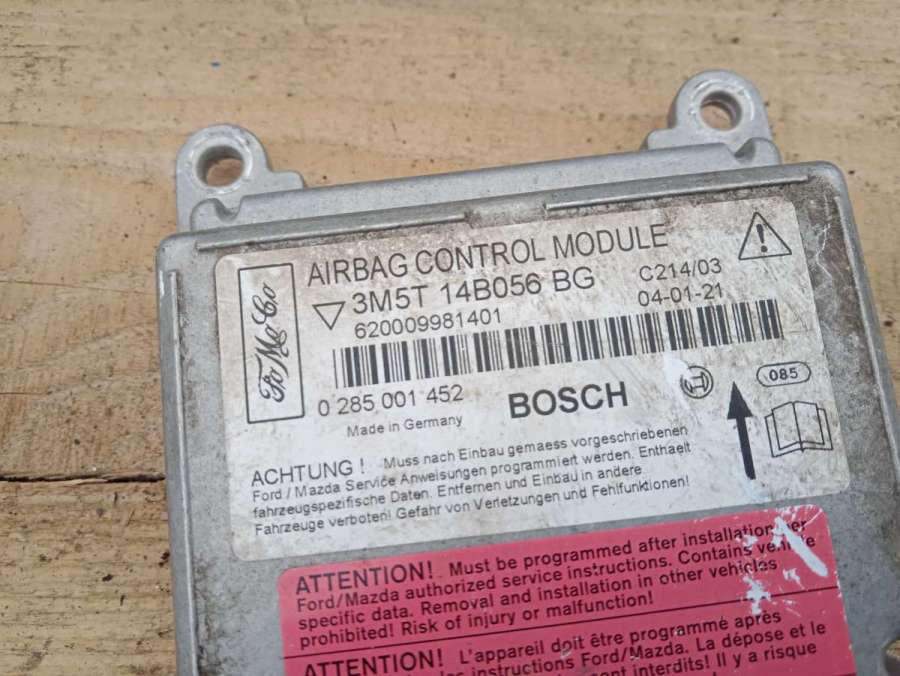 FoMoCo
AIRBAG CONTROL MODULE
3M5T 14B056 BG
C214/03
620009981401
04-01-21
0 285 001 452
BOSCH
085
Made in Germany
ACHTUNG ! Muss nach Einbau gemaess vorgeschriebenen
Ford / Mazda Service Anweisungen programmiert werden. Enthaelt
fahrzeugspezifische Daten. Entfernen und Einbau in andere
Fahrzeuge verboten! Gefahr von Verletzungen und Fehlfunktionen!
ATTENTION! Must be programmed after installation per
Ford/Mazda authorized service instructions. Contains vehicle
specific data. Removal and installation in other vehicles
prohibited! Risk of injury or malfunction!
ATTENTION! L'appareil doit être programmé après
instructions Ford/Mazda. La dépose et le
interdits! Il y a risque